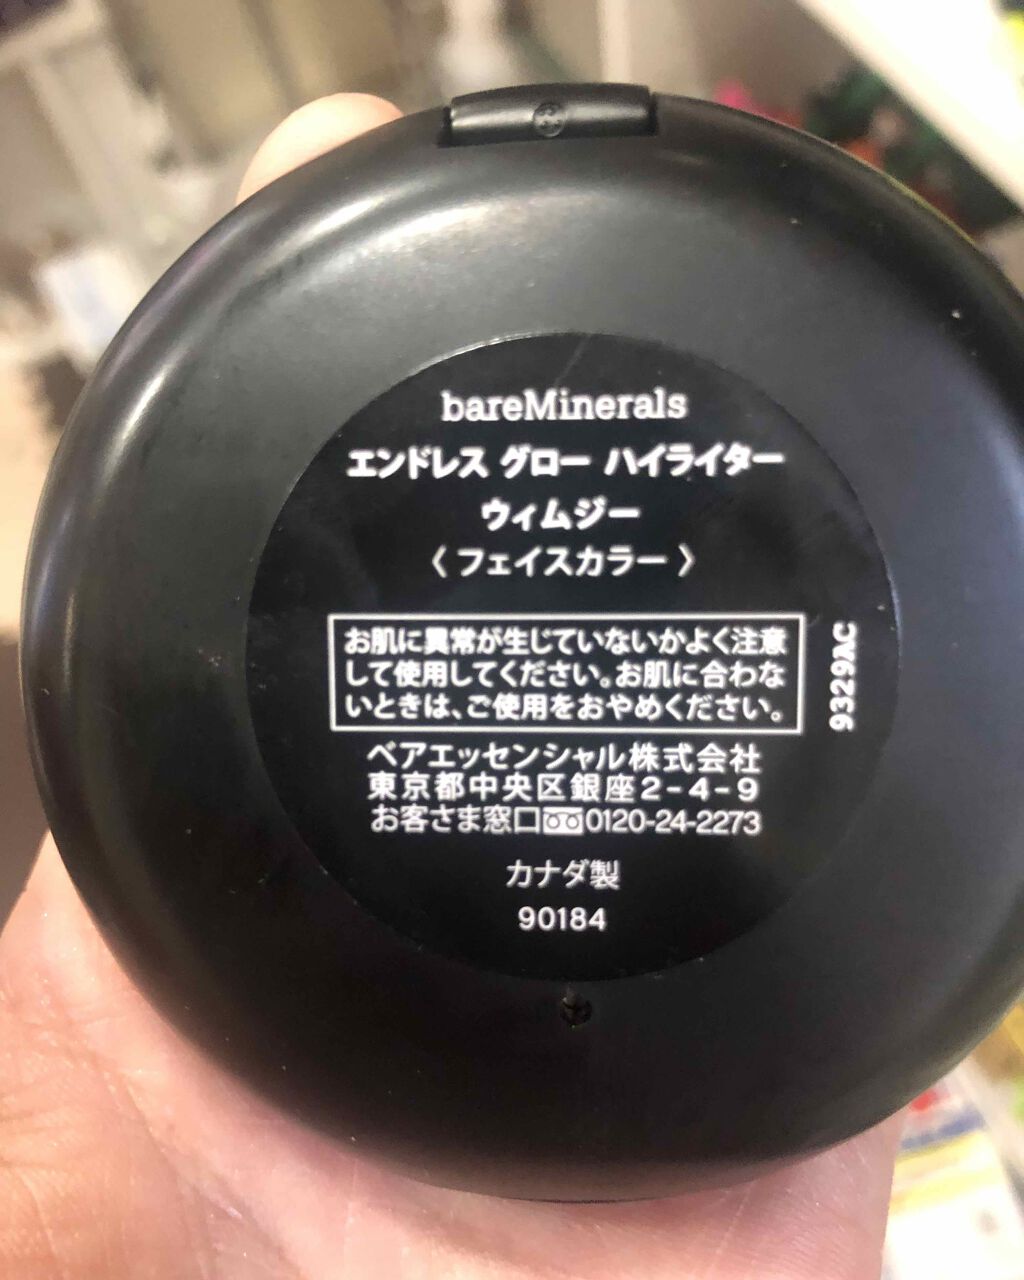 bareMinerals
エンドレス グロー ハイライター
ウィムジー
〈フェイスカラー〉
お肌に異常が生じていないかよく注意
して使用してください。お肌に合わな
いときは、ご使用をおやめください。
9329AC
ベアエッセンシャル株式会社
東京都中央区銀座2-4-9
お客さま窓口0120-24-2273
カナダ製
90184